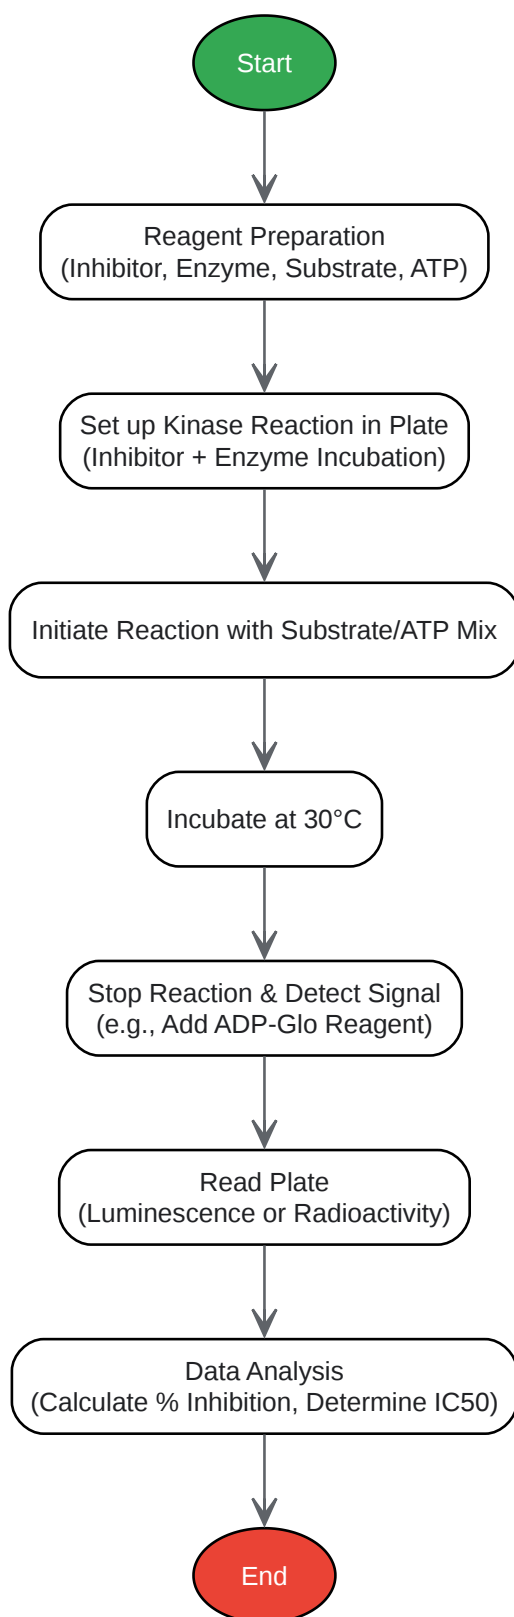 Start
Reagent Preparation
(Inhibitor, Enzyme, Substrate, ATP)
Set up Kinase Reaction in Plate
(Inhibitor + Enzyme Incubation)
Initiate Reaction with Substrate/ATP Mix
Incubate at 30°C
Stop Reaction & Detect Signal
(e.g., Add ADP-Glo Reagent)
Read Plate
(Luminescence or Radioactivity)
Data Analysis
(Calculate % Inhibition, Determine IC50)
End